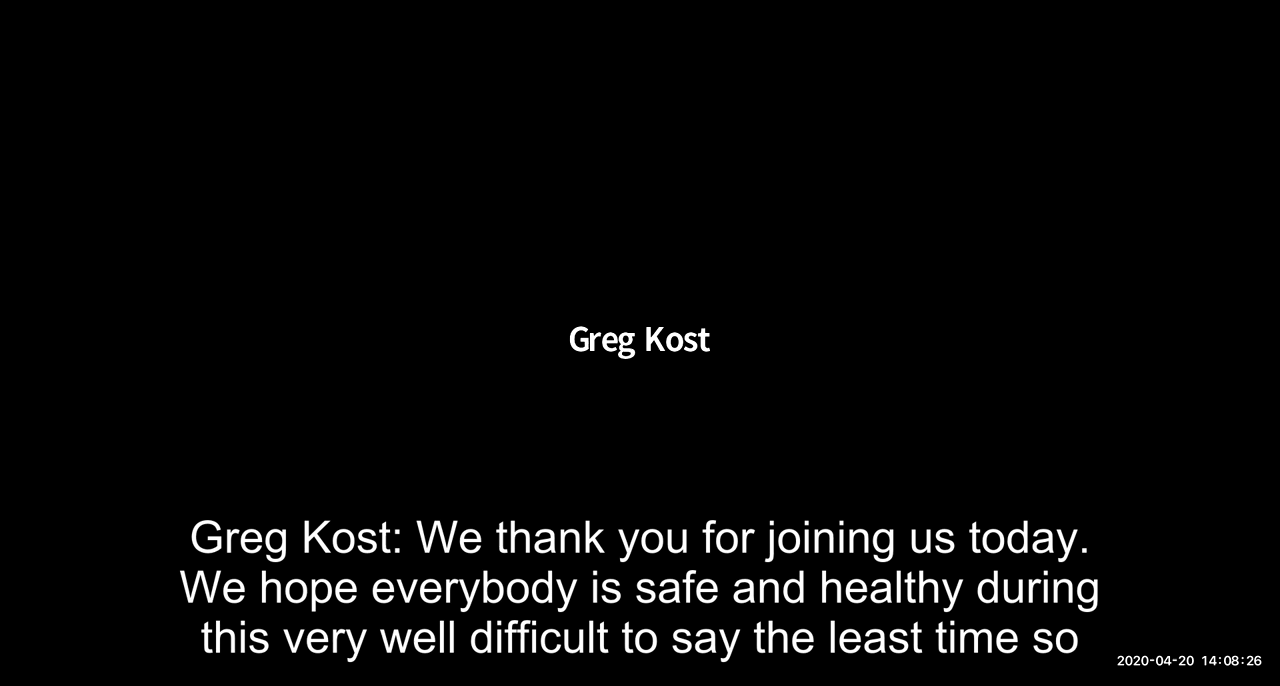 Greg Kost
Greg Kost: We thank you for joining us today.
We hope everybody is safe and healthy during
this very well difficult to say the least time so
2020-04-20 14:08:26